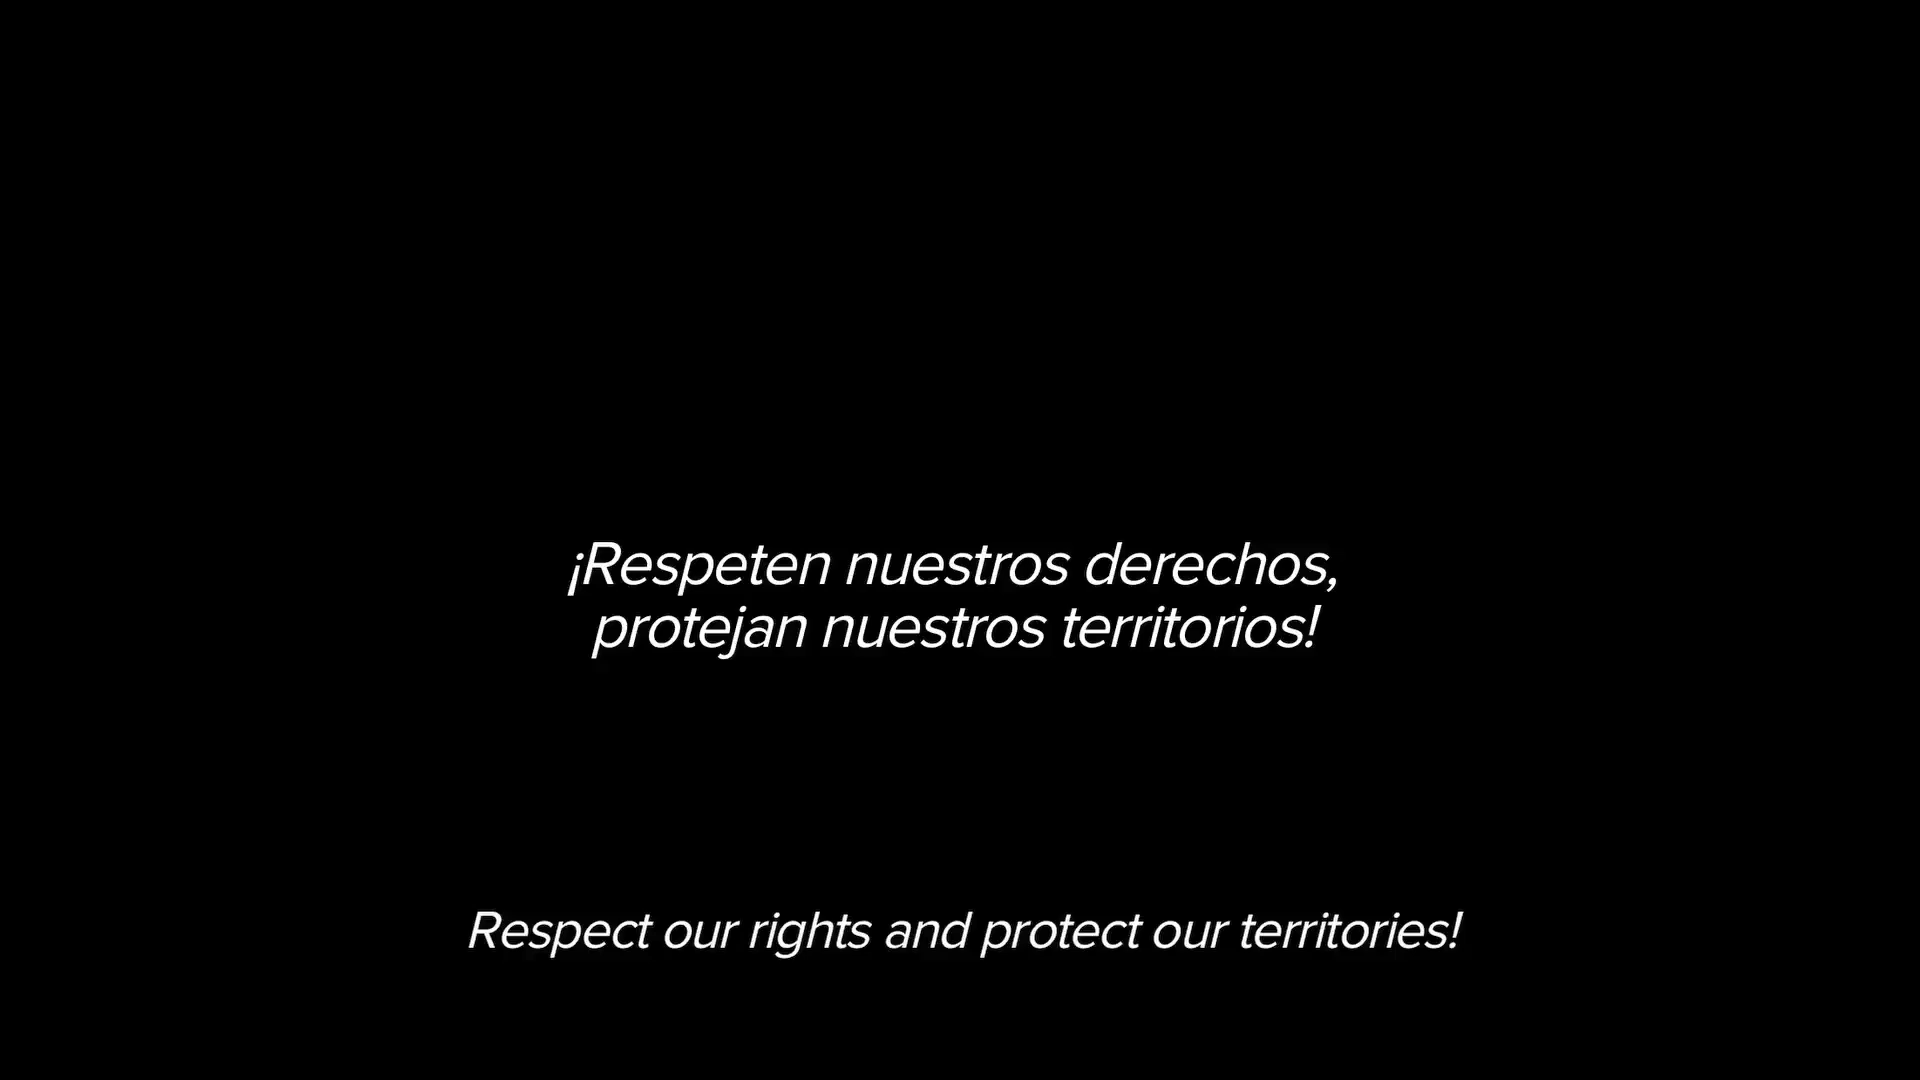 ¡Respeten nuestros derechos,
protejan nuestros territorios!
Respect our rights and protect our territories!